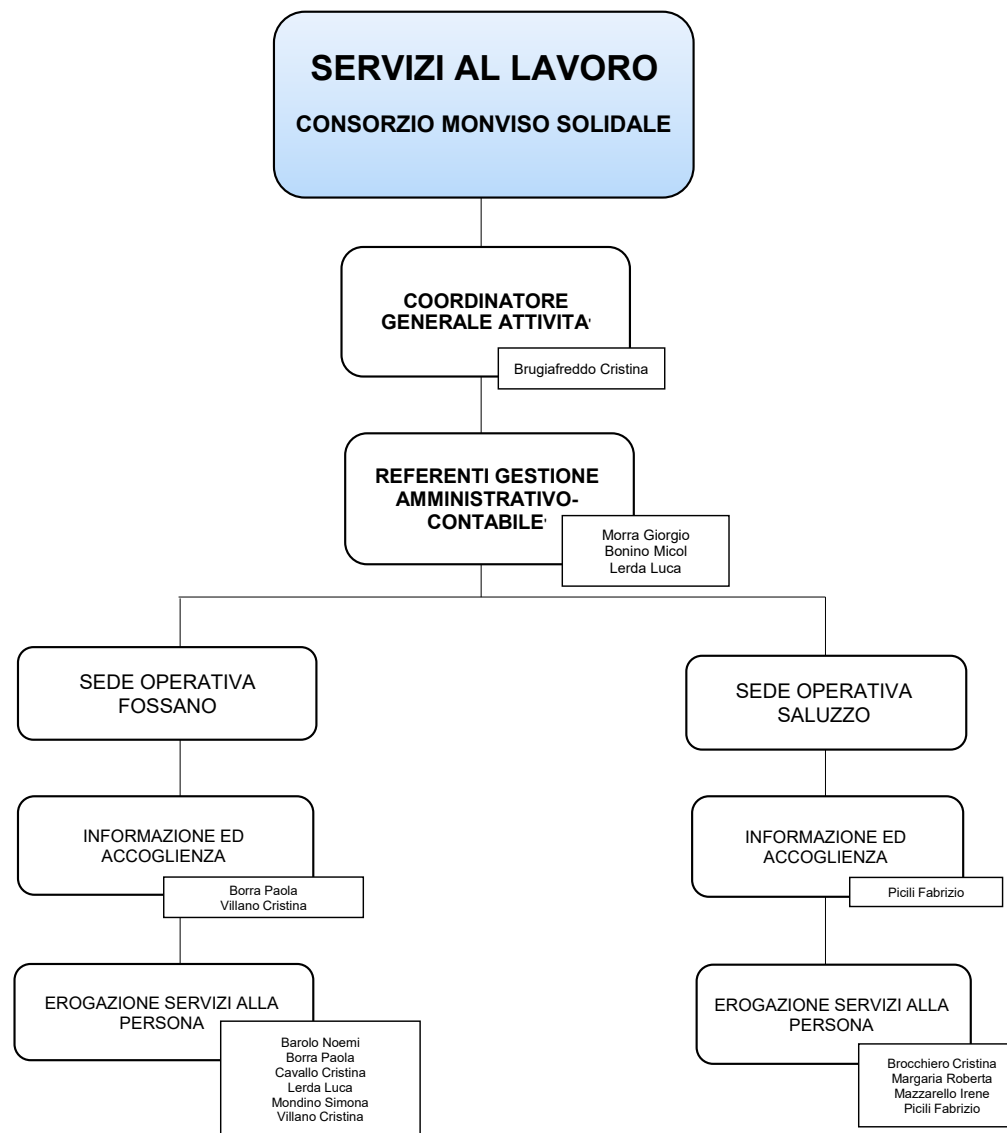 SERVIZI AL LAVORO
CONSORZIO MONVISO SOLIDALE
COORDINATORE
GENERALE ATTIVITA'
Brugiafreddo Cristina
REFERENTI GESTIONE
AMMINISTRATIVO-
CONTABILE'
Morra Giorgio
Bonino Micol
Lerda Luca
SEDE OPERATIVA
FOSSANO
INFORMAZIONE ED
ACCOGLIENZA
Borra Paola
Villano Cristina
EROGAZIONE SERVIZI ALLA
PERSONA
Barolo Noemi
Borra Paola
Cavallo Cristina
Lerda Luca
Mondino Simona
Villano Cristina
SEDE OPERATIVA
SALUZZO
INFORMAZIONE ED
ACCOGLIENZA
Picili Fabrizio
EROGAZIONE SERVIZI ALLA
PERSONA
Brocchiero Cristina
Margaria Roberta
Mazzarello Irene
Picili Fabrizio